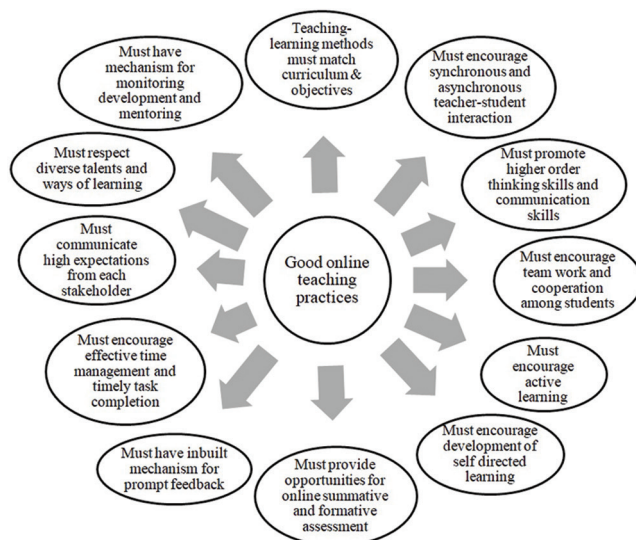 Teaching-
learning methods
must match
curriculum &
objectives
Must encourage
synchronous and
asynchronous
teacher-student
interaction
Must promote
higher order
thinking skills and
communication
skills
Must encourage
team work and
cooperation
among students
Must
encourage
active
learning
Must encourage
development of
self directed
learning
Must provide
opportunities for
online summative
and formative
assessment
Must have inbuilt
mechanism for
prompt feedback
Must encourage
effective time
management and
timely task
completion
Must
communicate
high expectations
from each
stakeholder
Must respect
diverse talents and
ways of learning
Must have
mechanism for
monitoring
development and
mentoring
Good online
teaching
practices